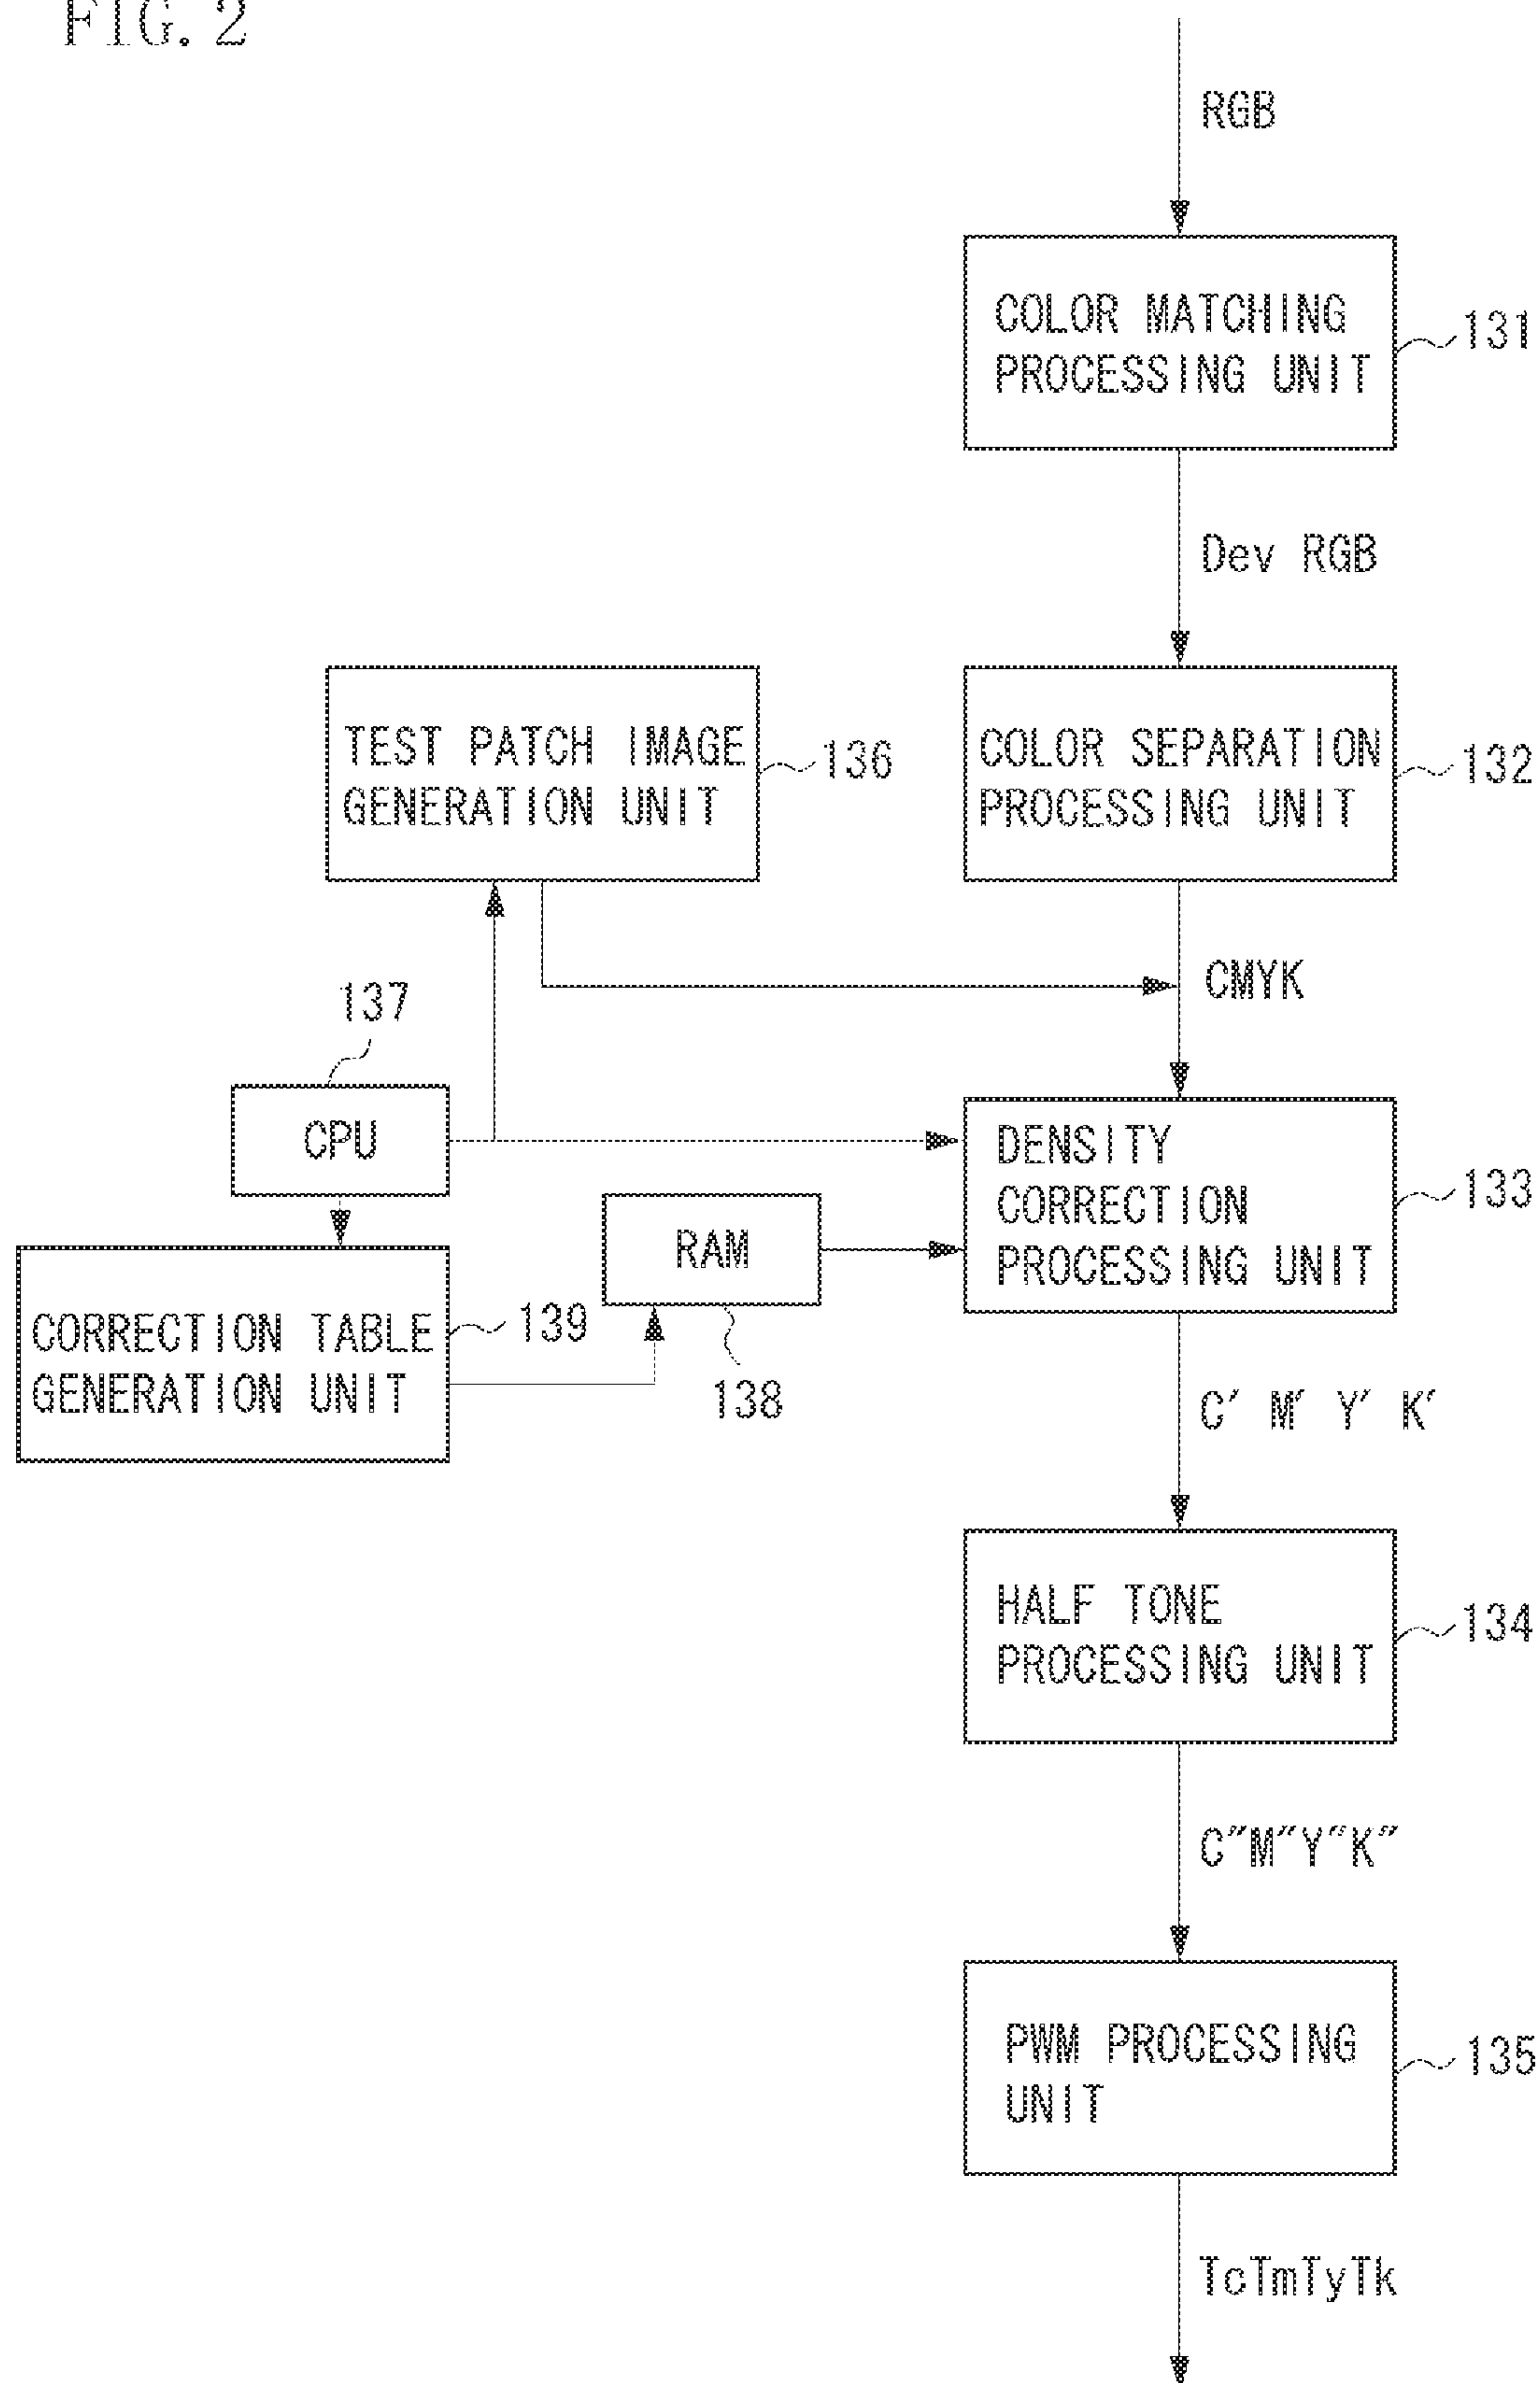 FIG. 2
RGB
COLOR MATCHING
PROCESSING UNIT
131
Dev RGB
TEST PATCH IMAGE
GENERATION UNIT
136
COLOR SEPARATION
PROCESSING UNIT
132
CMYK
137
CPU
DENSITY
CORRECTION
PROCESSING UNIT
133
RAM
138
CORRECTION TABLE
GENERATION UNIT
139
C' M' Y' K'
HALF TONE
PROCESSING UNIT
134
C"M"Y"K"
PWM PROCESSING
UNIT
135
TcTmTyTk